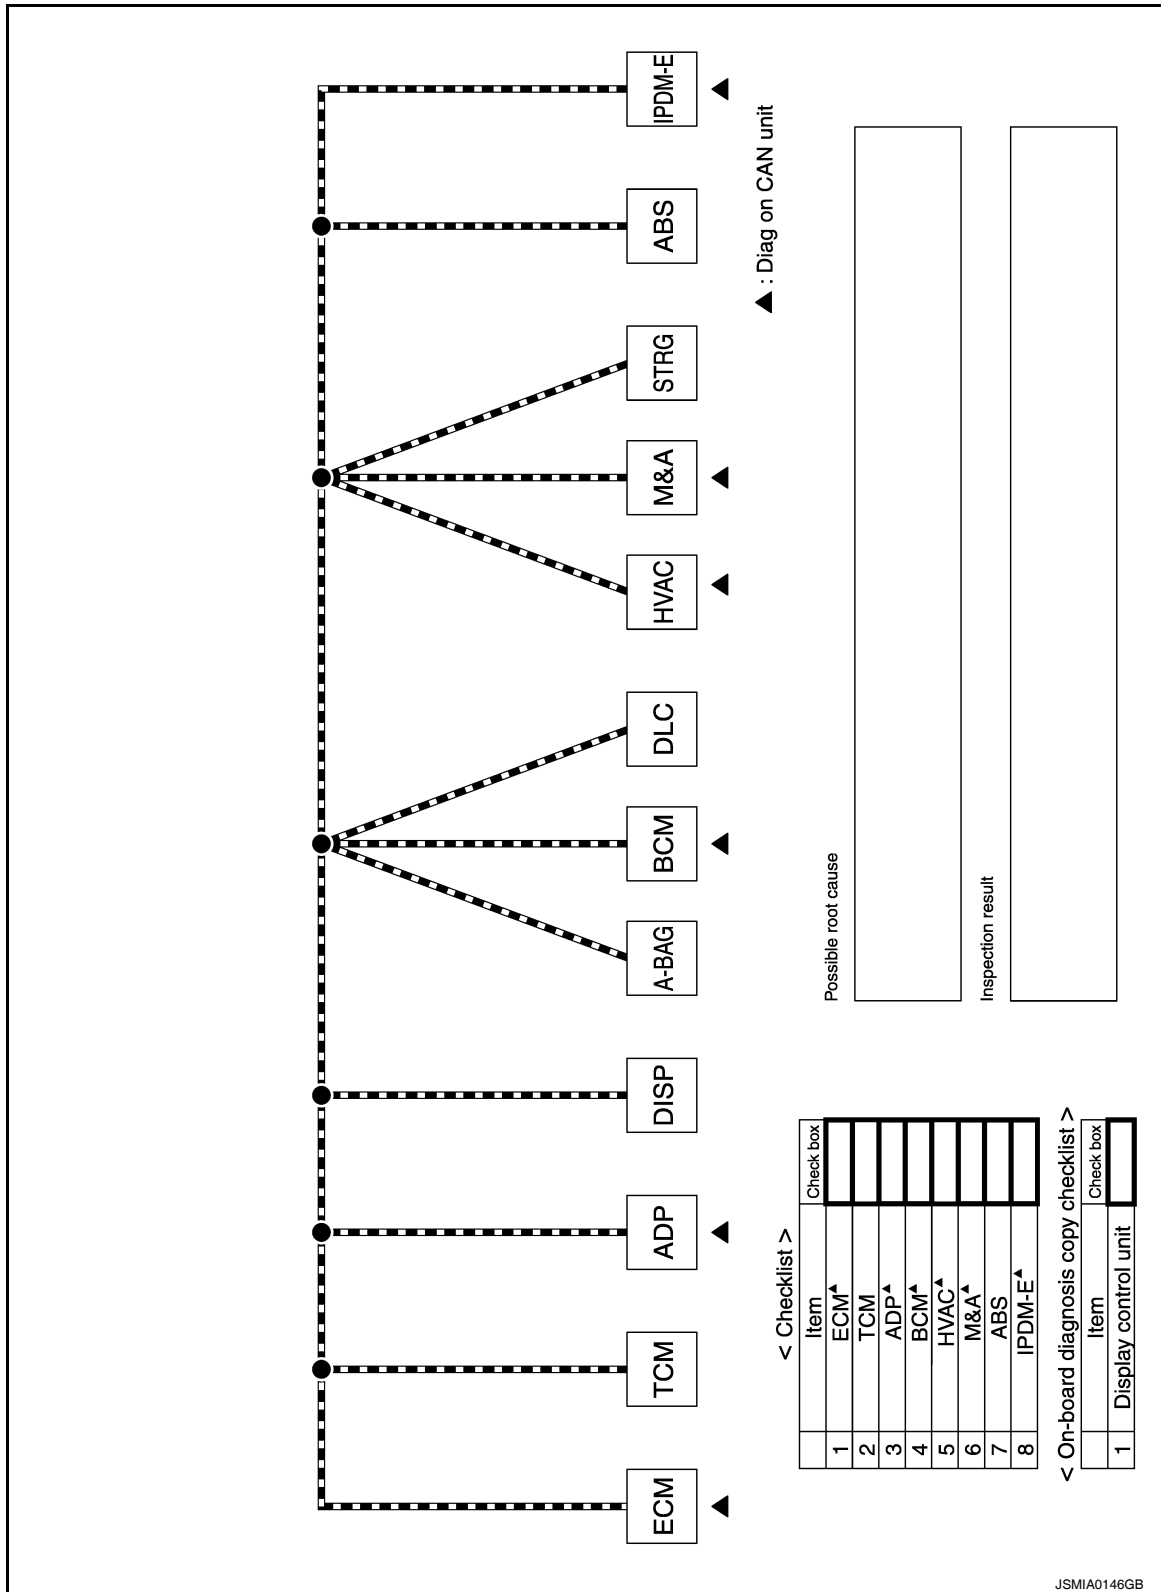 ECM
TCM
ADP
DISP
A-BAG
BCM
DLC
HVAC
M&A
STRG
ABS
IPDM-E
▲ : Diag on CAN unit
< Checklist >
Item Check box
1 ECM▲
2 TCM
3 ADP▲
4 BCM▲
5 HVAC▲
6 M&A▲
7 ABS
8 IPDM-E▲
< On-board diagnosis copy checklist >
Item Check box
1 Display control unit
Possible root cause
Inspection result
JSMIA0146GB